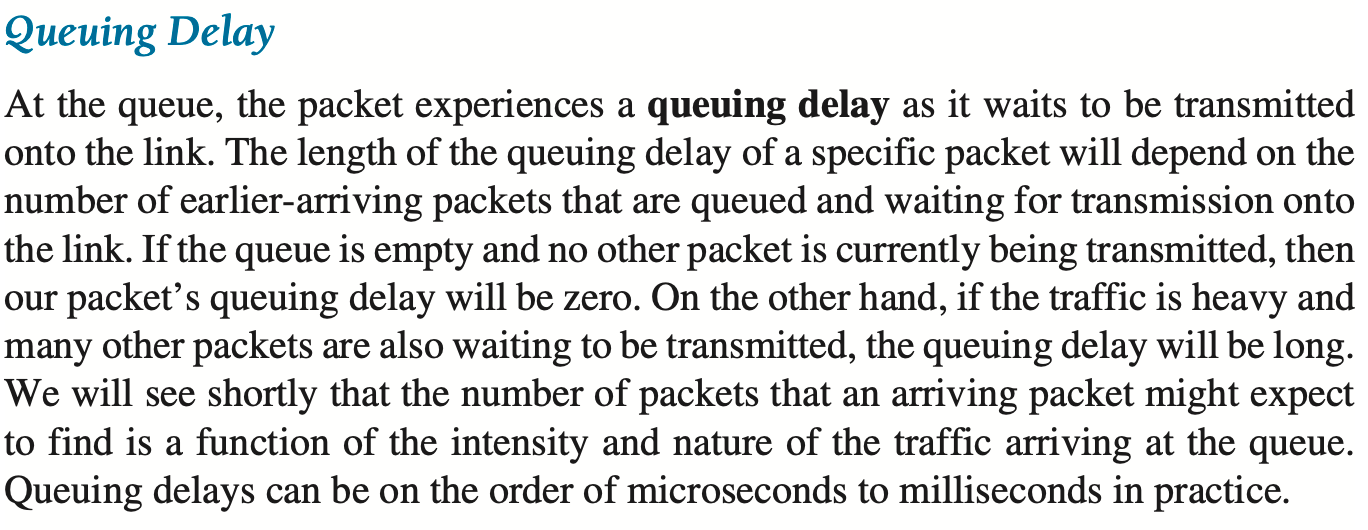 Queuing Delay
At the queue, the packet experiences a queuing delay as it waits to be transmitted
onto the link. The length of the queuing delay of a specific packet will depend on the
number of earlier-arriving packets that are queued and waiting for transmission onto
the link. If the queue is empty and no other packet is currently being transmitted, then
our packet’s queuing delay will be zero. On the other hand, if the traffic is heavy and
many other packets are also waiting to be transmitted, the queuing delay will be long.
We will see shortly that the number of packets that an arriving packet might expect
to find is a function of the intensity and nature of the traffic arriving at the queue.
Queuing delays can be on the order of microseconds to milliseconds in practice.